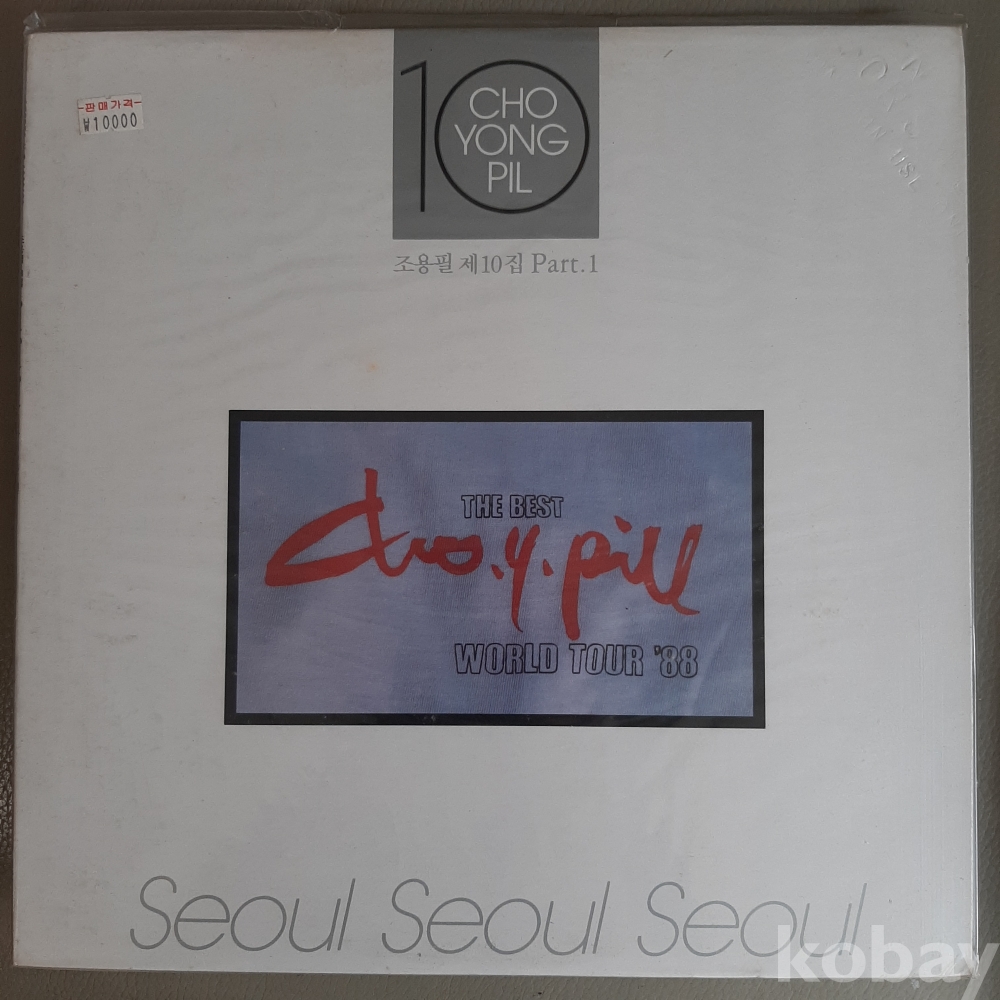 10
CHO
YONG
PIL
-판매가격-
₩10000
조용필 제10집 Part.1
THE BEST
Cho.y.pill
WORLD TOUR '88
Seoul Seoul Seoul
kobay